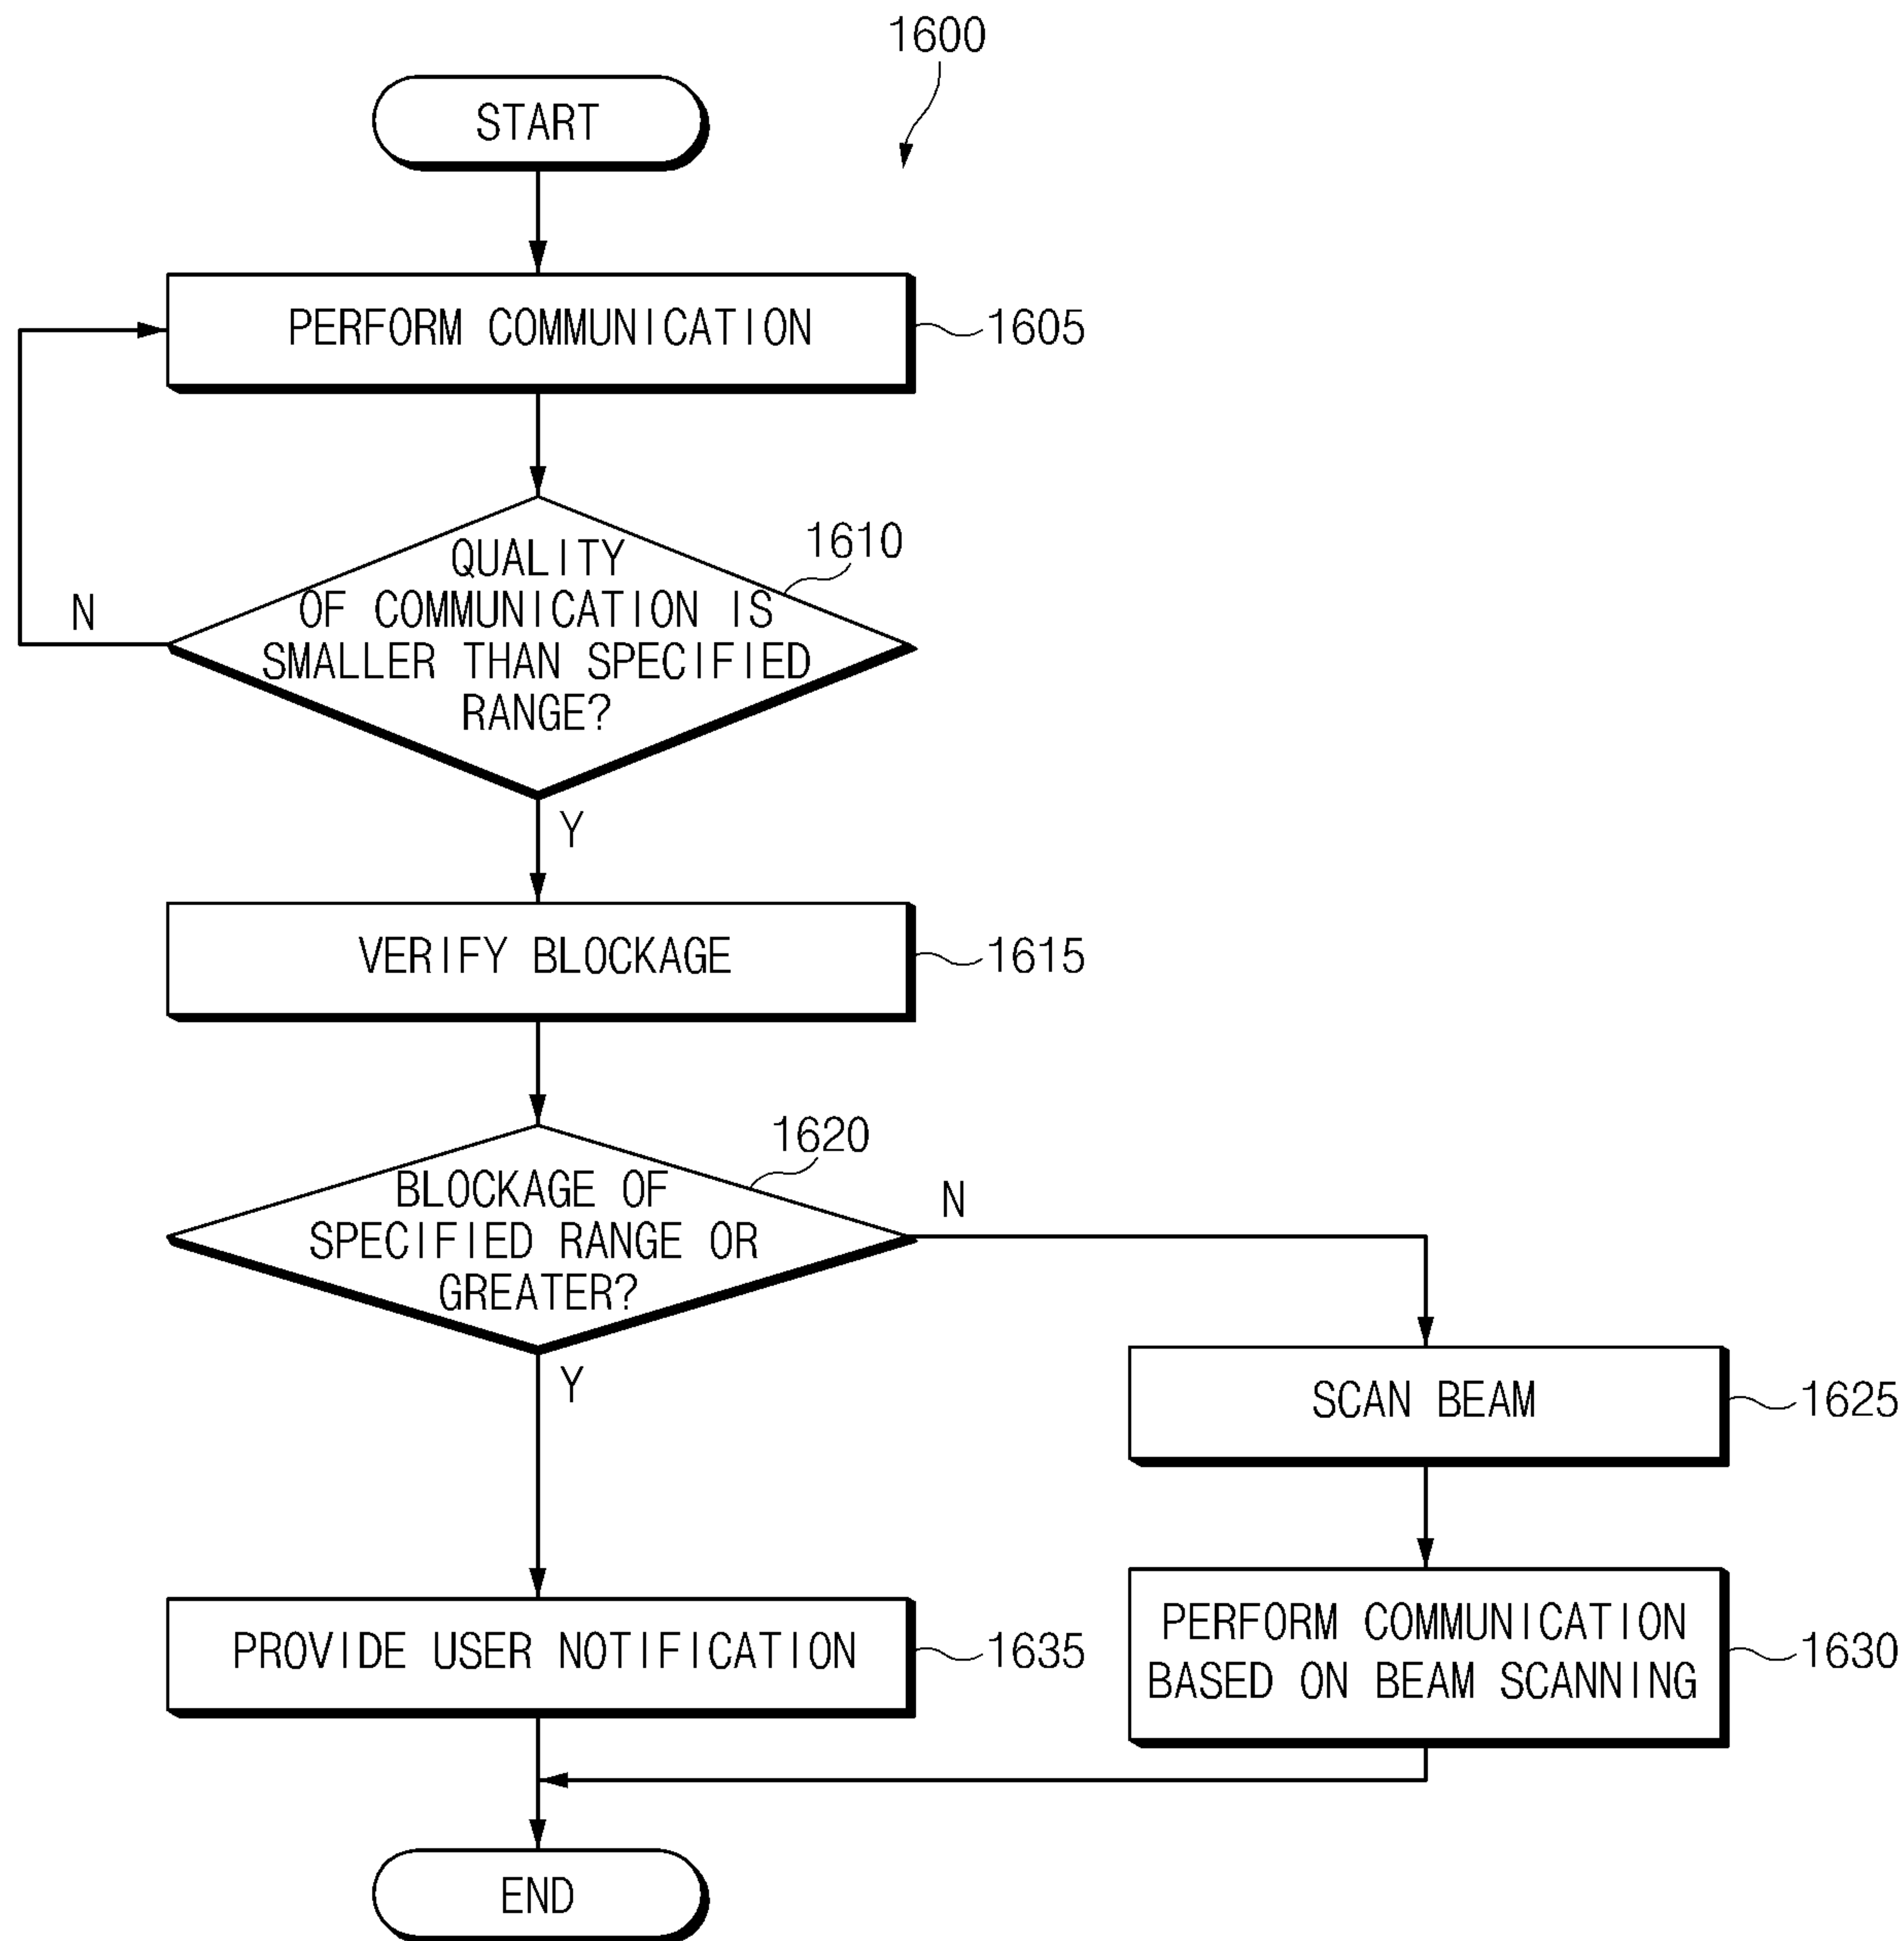 1600
START
PERFORM COMMUNICATION
1605
1610
QUALITY
OF COMMUNICATION IS
SMALLER THAN SPECIFIED
RANGE?
N
Y
VERIFY BLOCKAGE
1615
1620
BLOCKAGE OF
SPECIFIED RANGE OR
GREATER?
N
Y
SCAN BEAM
1625
PROVIDE USER NOTIFICATION
1635
PERFORM COMMUNICATION
BASED ON BEAM SCANNING
1630
END